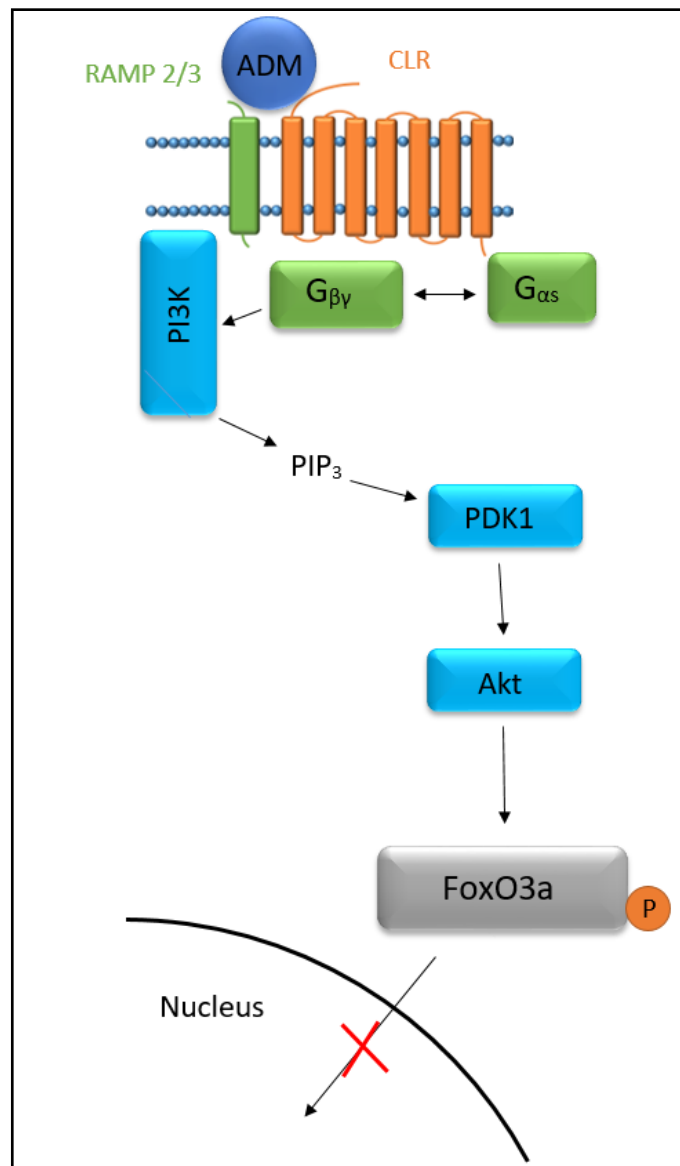 ADM
RAMP 2/3
CLR
PI3K
Gβγ
Gαs
PIP₃
PDK1
Akt
FoxO3a
P
Nucleus